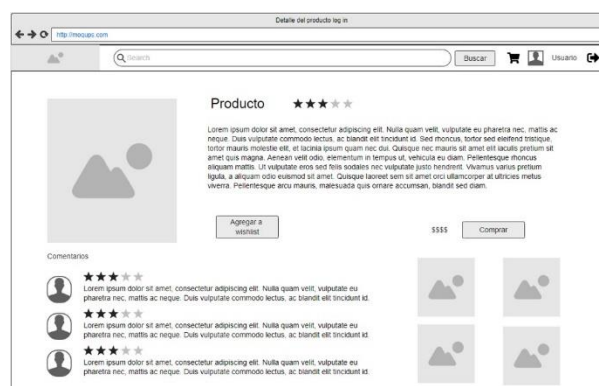 Detalle del producto log in
http://mocups.com
Search
Buscar
Usuario
Producto
Lorem ipsum dolor sit amet, consectetur adipiscing elit. Nulla quam velit, vulputate eu pharetra nec, mattis ac
neque. Duis vulputate commodo lectus, ac blandit elit tincidunt id. Sed rhoncus, tortor sed eleifend tristique,
tortor mauris molestie elit, et lacinia ipsum quam nec dui. Quisque nec mauris sit amet elit iaculis pretium sit
amet quis magna. Aenean velit odio, elementum in tempus ut, vehicula eu diam. Pellentesque rhoncus
aliquam mattis. Ut vulputate eros sed felis sodales nec vulputate justo hendrerit. Vivamus varius pretium
ligula, a aliquam odio euismod sit amet. Quisque laoreet sem sit amet orci ullamcorper at ultricies metus
viverra. Pellentesque arcu mauris, malesuada quis ornare accumsan, blandit sed diam.
Agregar a
wishlist
$$$$
Comprar
Comentarios
Lorem ipsum dolor sit amet, consectetur adipiscing elit. Nulla quam velit, vulputate eu
pharetra nec, mattis ac neque. Duis vulputate commodo lectus, ac blandit elit tincidunt id.
Lorem ipsum dolor sit amet, consectetur adipiscing elit. Nulla quam velit, vulputate eu
pharetra nec, mattis ac neque. Duis vulputate commodo lectus, ac blandit elit tincidunt id.
Lorem ipsum dolor sit amet, consectetur adipiscing elit. Nulla quam velit, vulputate eu
pharetra nec, mattis ac neque. Duis vulputate commodo lectus, ac blandit elit tincidunt id.